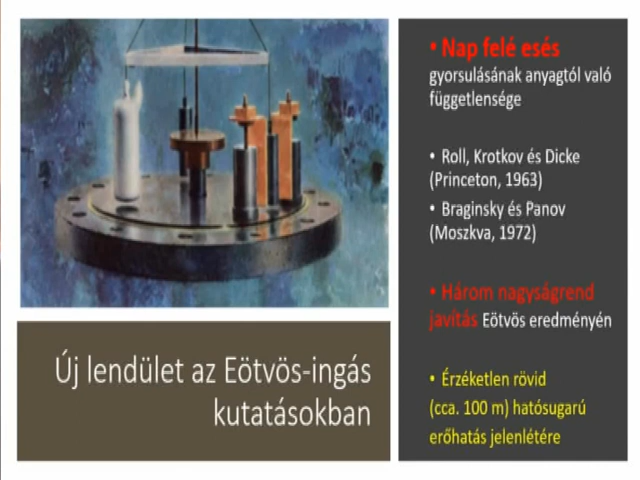 Új lendület az Eötvös-ingás
kutatásokban
• Nap felé esés
gyorsulásának anyagtól való
függetlensége
• Roll, Krotkov és Dicke
(Princeton, 1963)
• Braginsky és Panov
(Moszkva, 1972)
• Három nagyságrend
javítás Eötvös eredményén
• Érzéketlen rövid
(cca. 100 m) hatósugarú
erőhatás jelenlétére